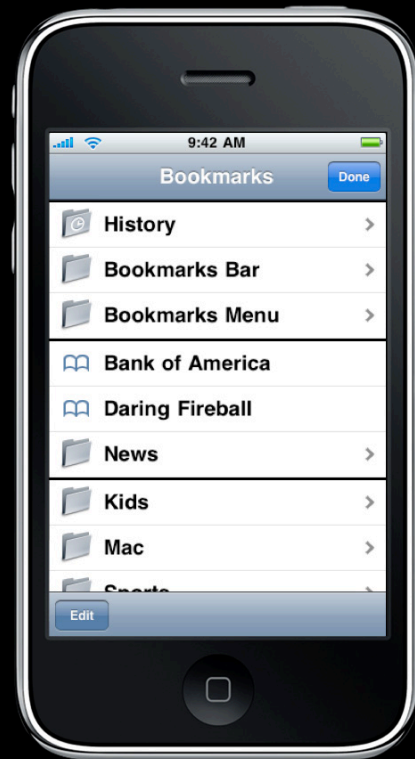 9:42 AM
Bookmarks
Done
History
Bookmarks Bar
Bookmarks Menu
Bank of America
Daring Fireball
News
Kids
Mac
Sports
Edit